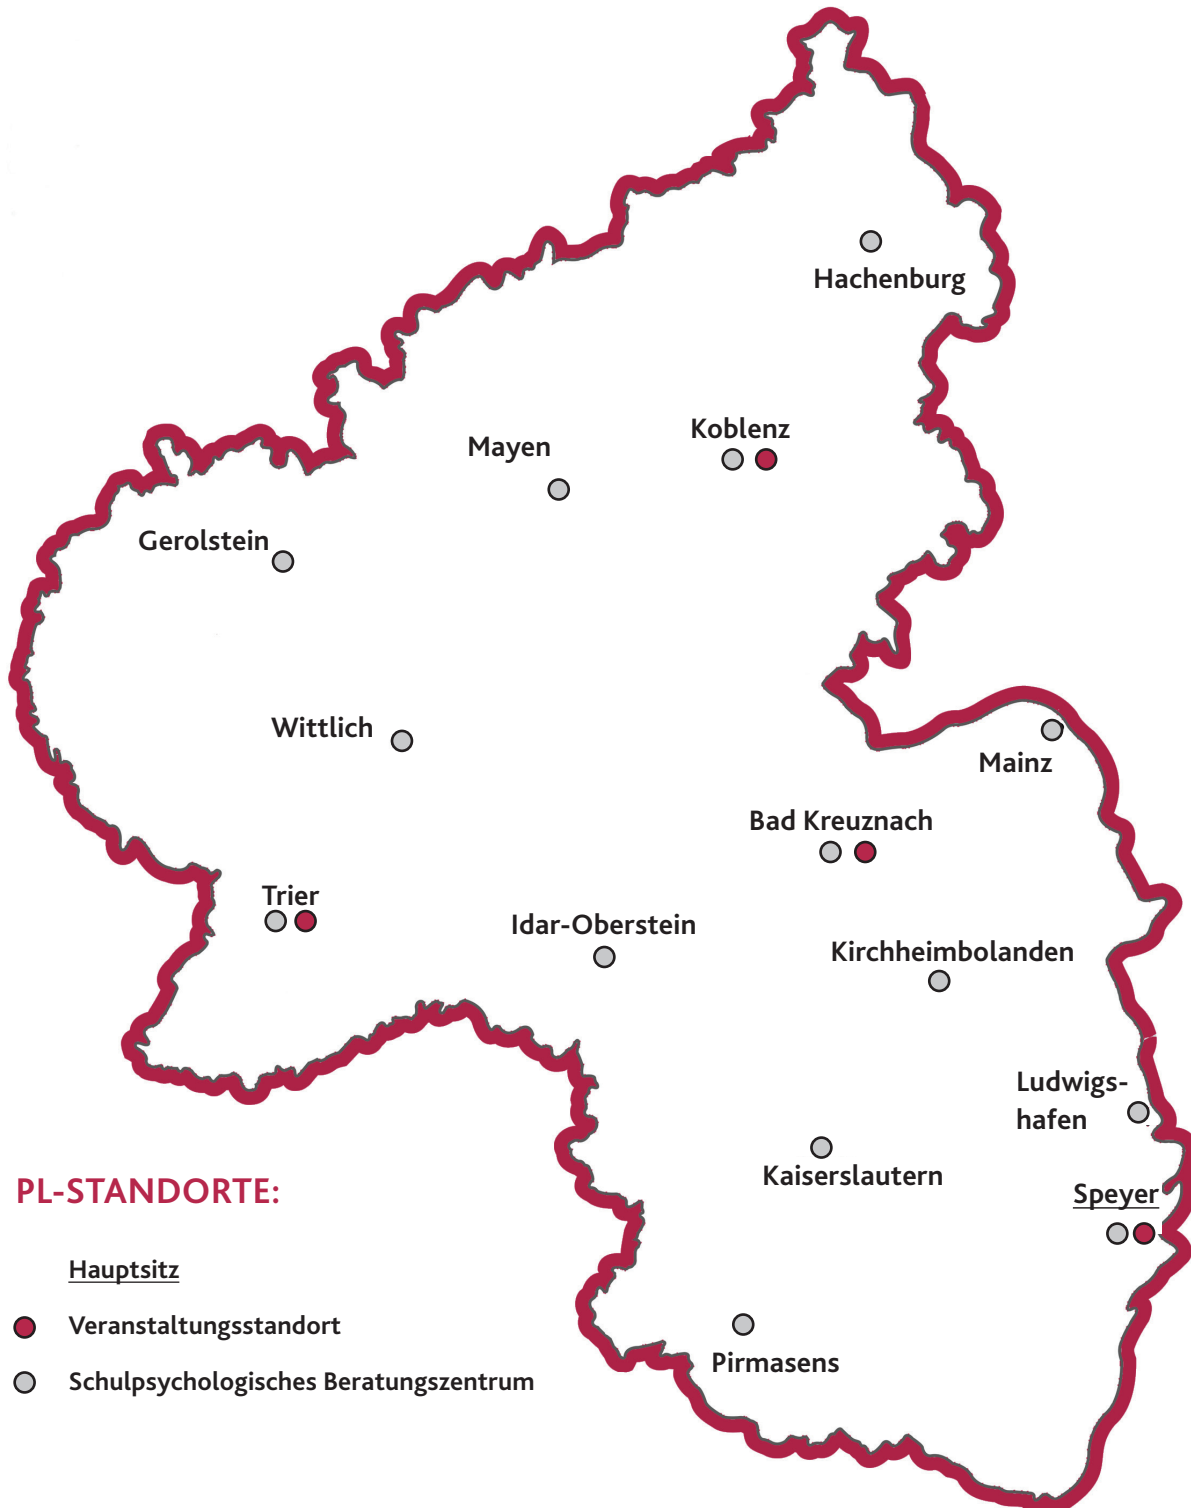 Hachenburg
Koblenz
Mayen
Gerolstein
Wittlich
Mainz
Bad Kreuznach
Trier
Idar-Oberstein
Kirchheimbolanden
Ludwigs-
hafen
Kaiserslautern
Speyer
Pirmasens
PL-STANDORTE:
Hauptsitz
Veranstaltungsstandort
Schulpsychologisches Beratungszentrum